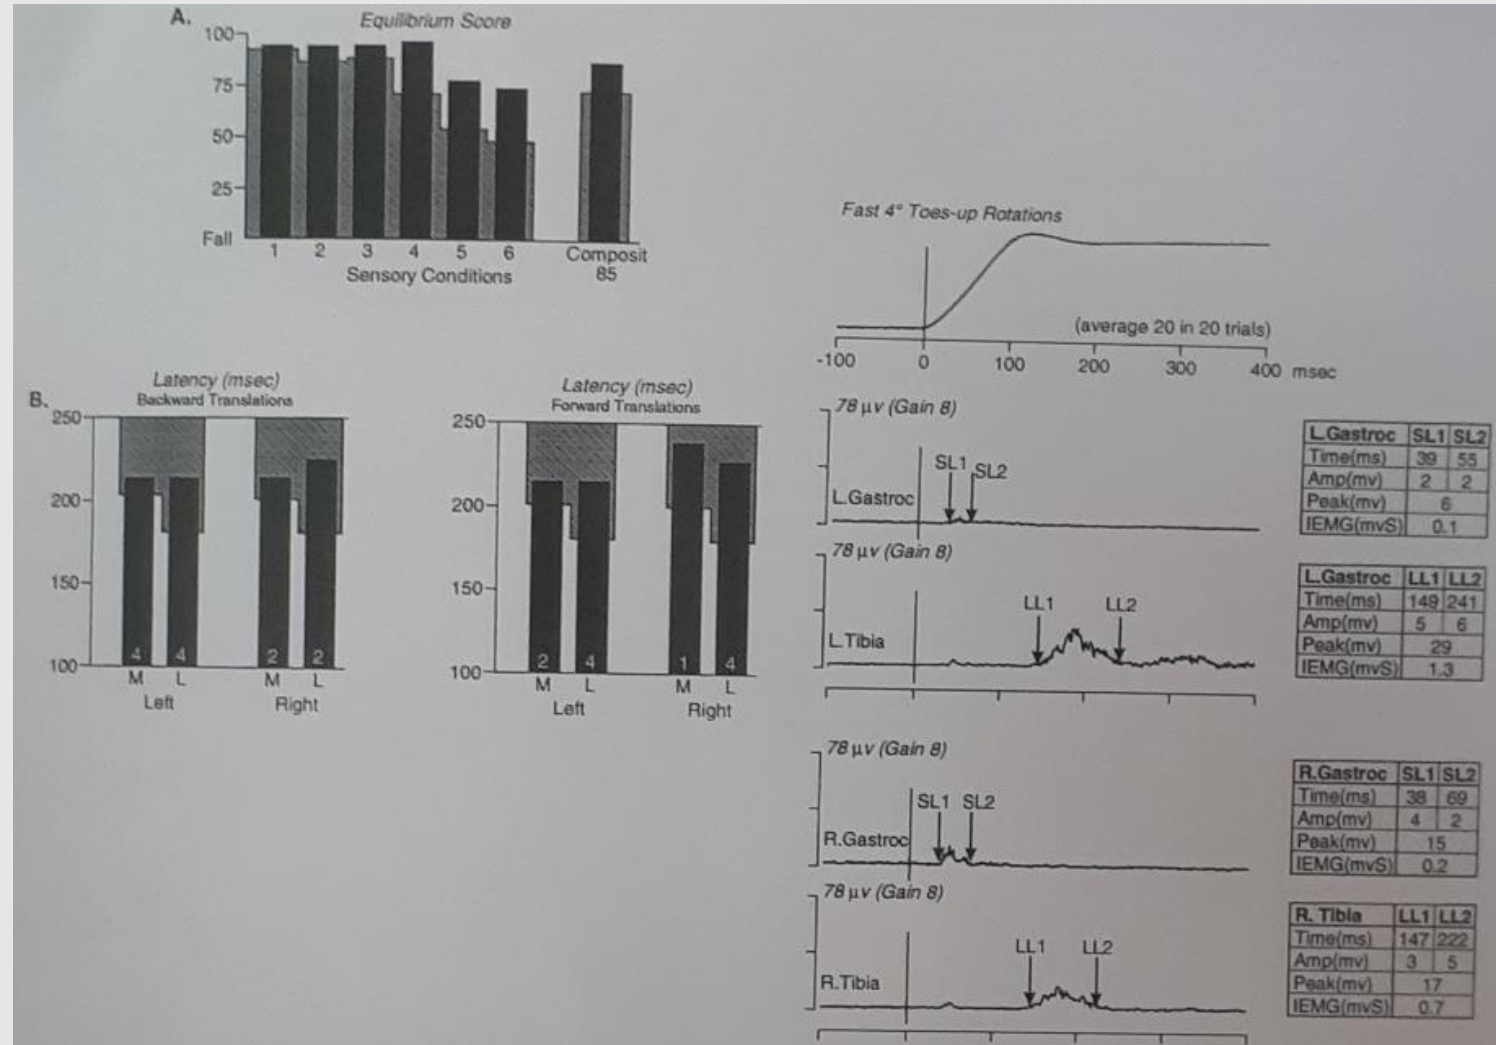 A.
Equilibrium Score
100
75
50
25
Fall
1 2 3 4 5 6
Sensory Conditions
Composit
85
B.
Latency (msec)
Backward Translations
250
200
150
100
4 4 2 2
M L M L
Left Right
Latency (msec)
Forward Translations
250
200
150
100
2 4 1 4
M L M L
Left Right
Fast 4° Toes-up Rotations
(average 20 in 20 trials)
-100 0 100 200 300 400 msec
78 µv (Gain 8)
SL1 SL2
L.Gastroc
78 µv (Gain 8)
LL1 LL2
L.Tibia
78 µv (Gain 8)
SL1 SL2
R.Gastroc
78 µv (Gain 8)
LL1 LL2
R.Tibia
L.Gastroc SL1 SL2
Time(ms) 39 55
Amp(mv) 2 2
Peak(mv) 6
IEMG(mvS) 0.1
L.Gastroc LL1 LL2
Time(ms) 149 241
Amp(mv) 5 6
Peak(mv) 29
IEMG(mvS) 1.3
R.Gastroc SL1 SL2
Time(ms) 38 69
Amp(mv) 4 2
Peak(mv) 15
IEMG(mvS) 0.2
R. Tibia LL1 LL2
Time(ms) 147 222
Amp(mv) 3 5
Peak(mv) 17
IEMG(mvS) 0.7